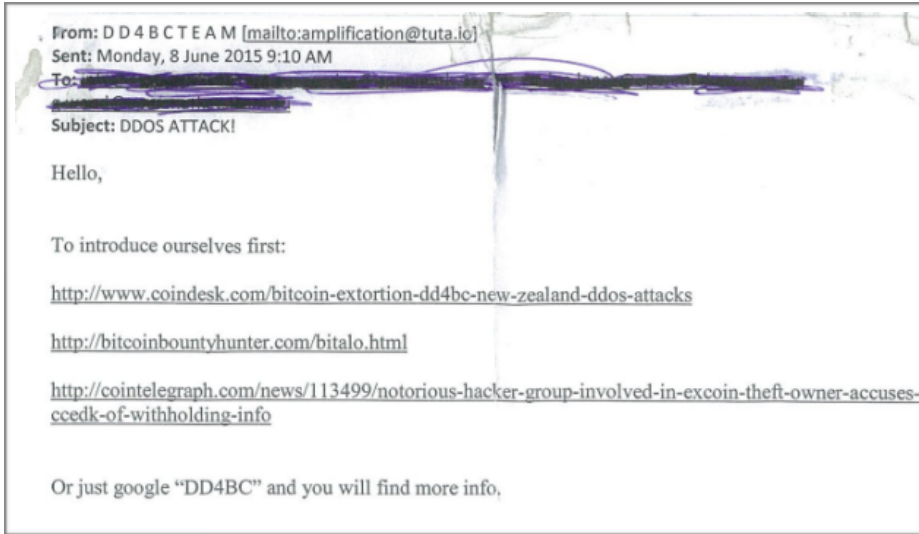 From: D D 4 B C T E A M [mailto:amplification@tuta.io]
Sent: Monday, 8 June 2015 9:10 AM
To:
Subject: DDOS ATTACK!
Hello,
To introduce ourselves first:
http://www.coindesk.com/bitcoin-extortion-dd4bc-new-zealand-ddos-attacks
http://bitcoinbountyhunter.com/bitalo.html
http://cointelegraph.com/news/113499/notorious-hacker-group-involved-in-excoin-theft-owner-accuses-
ccedk-of-withholding-info
Or just google “DD4BC” and you will find more info.